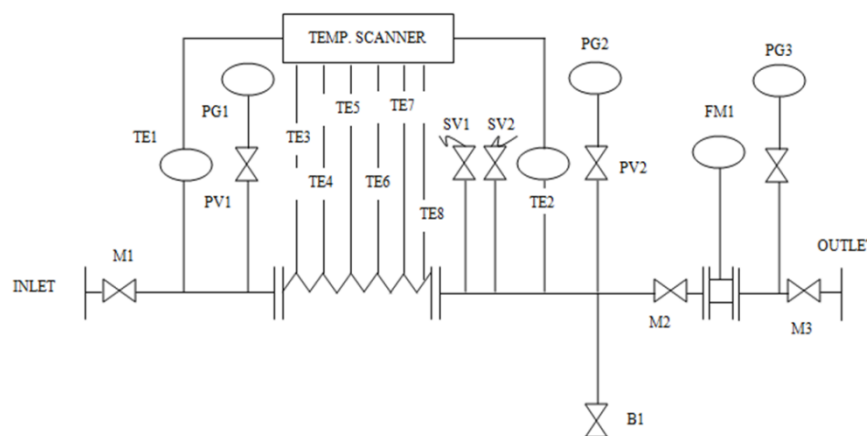 TEMP. SCANNER
PG2
PG3
PG1
TE7
TE5
FM1
TE1
TE3
SV1
SV2
TE4
TE6
PV2
PV1
TE8
TE2
M1
OUTLET
INLET
M2
M3
B1